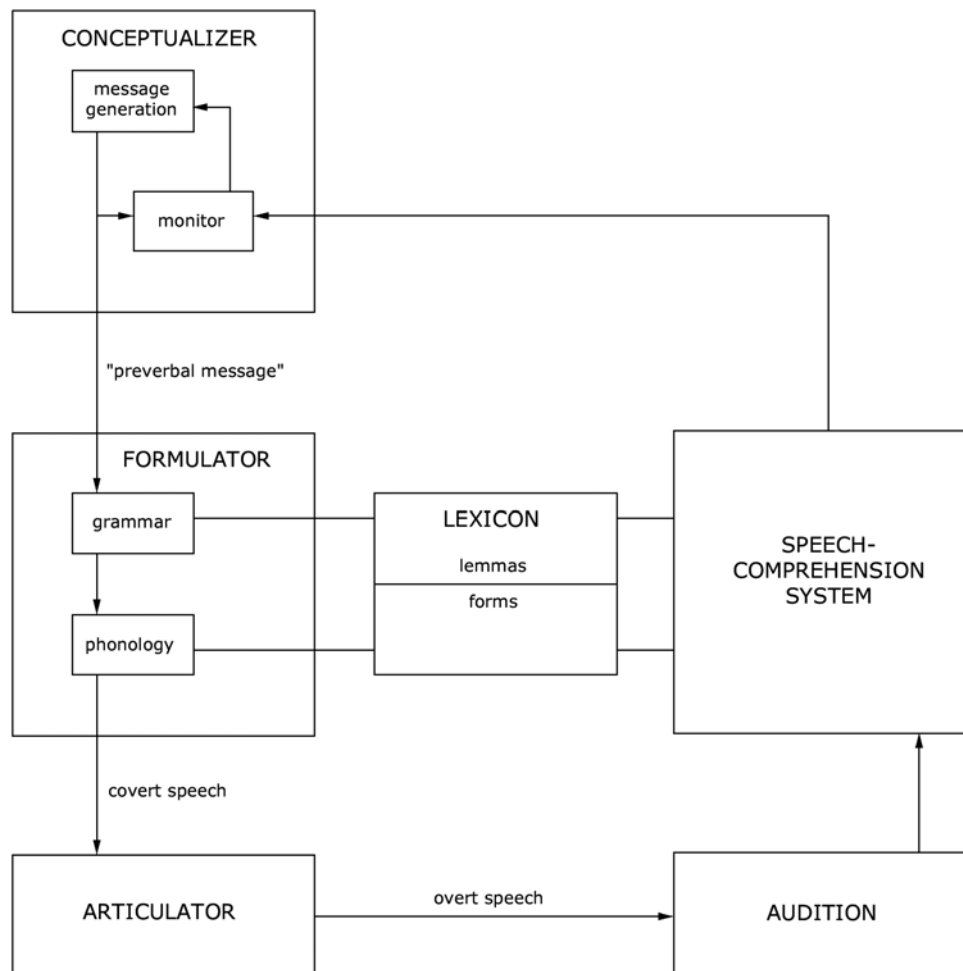 CONCEPTUALIZER
message
generation
monitor
"preverbal message"
FORMULATOR
grammar
phonology
LEXICON
lemmas
forms
SPEECH-
COMPREHENSION
SYSTEM
covert speech
ARTICULATOR
overt speech
AUDITION